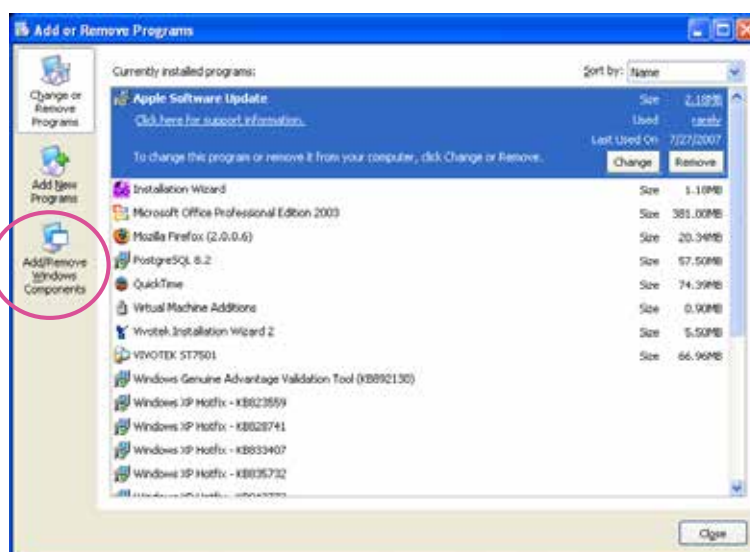 Add or Remove Programs
Change or
Remove
Programs
Add New
Programs
Add/Remove
Windows
Components
Currently installed programs:
Sort by: Name
Apple Software Update
Size 2.18MB
Click here for support information.
Used rarely
Last Used On 7/27/2007
To change this program or remove it from your computer, click Change or Remove.
Change
Remove
Installation Wizard Size 1.10MB
Microsoft Office Professional Edition 2003 Size 381.00MB
Mozilla Firefox (2.0.0.6) Size 20.34MB
PostgreSQL 8.2 Size 57.50MB
QuickTime Size 74.39MB
Virtual Machine Additions Size 0.90MB
Vivotek Installation Wizard 2 Size 5.50MB
VIVOTEK ST7501 Size 66.96MB
Windows Genuine Advantage Validation Tool (KB892130)
Windows XP Hotfix - KB823559
Windows XP Hotfix - KB828741
Windows XP Hotfix - KB833407
Windows XP Hotfix - KB835732
Close